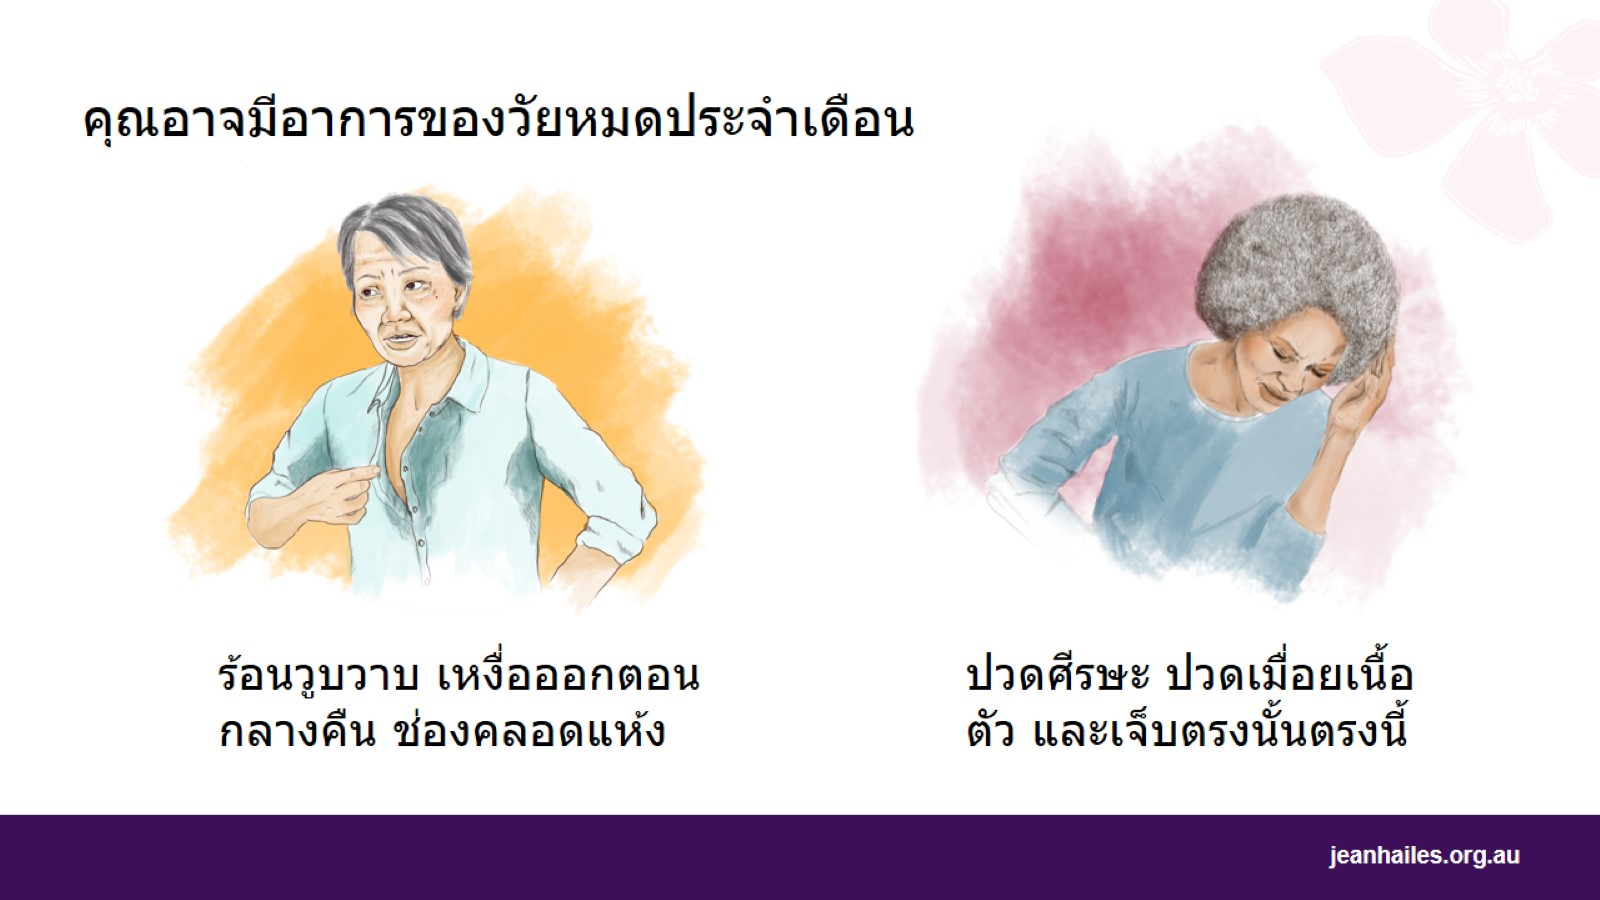 คุณอาจมีอาการของวัยหมดประจำเดือน
ร้อนวูบวาบ เหงื่อออกตอน
กลางคืน ช่องคลอดแห้ง
ปวดศีรษะ ปวดเมื่อยเนื้อ
ตัว และเจ็บตรงนั้นตรงนี้
jeanhailes.org.au